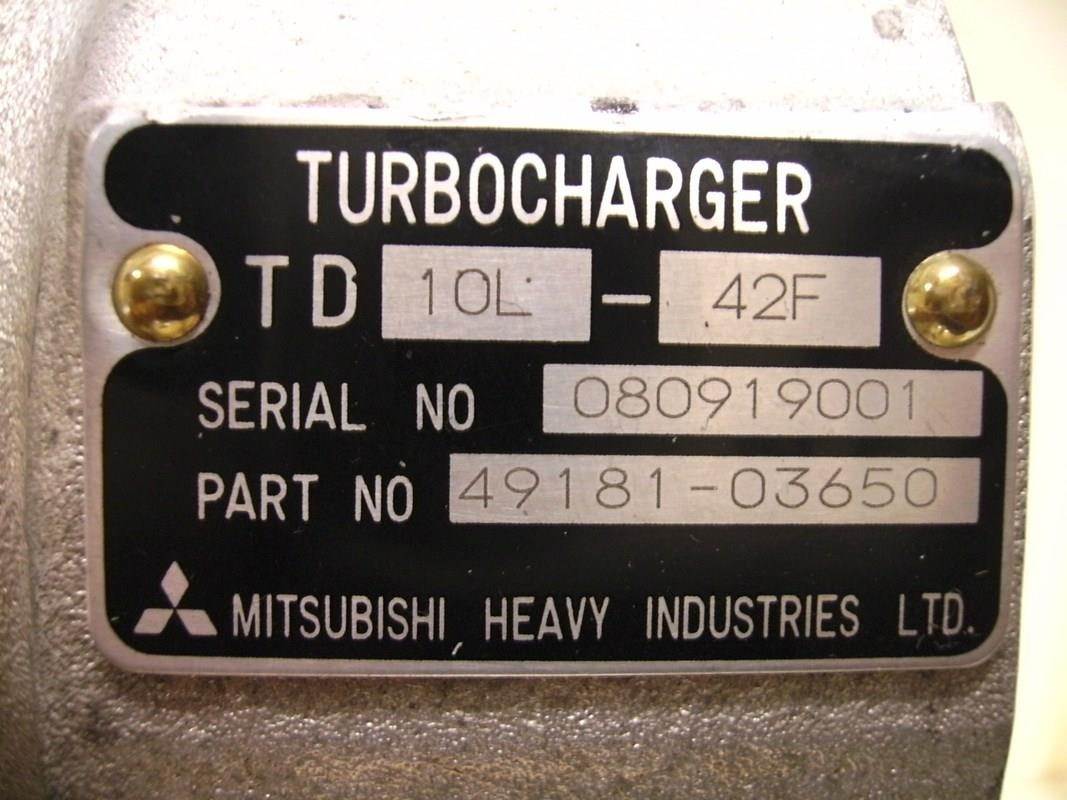 TURBOCHARGER
TD 10L - 42F
SERIAL NO 080919001
PART NO 49181-03650
MITSUBISHI HEAVY INDUSTRIES LTD.